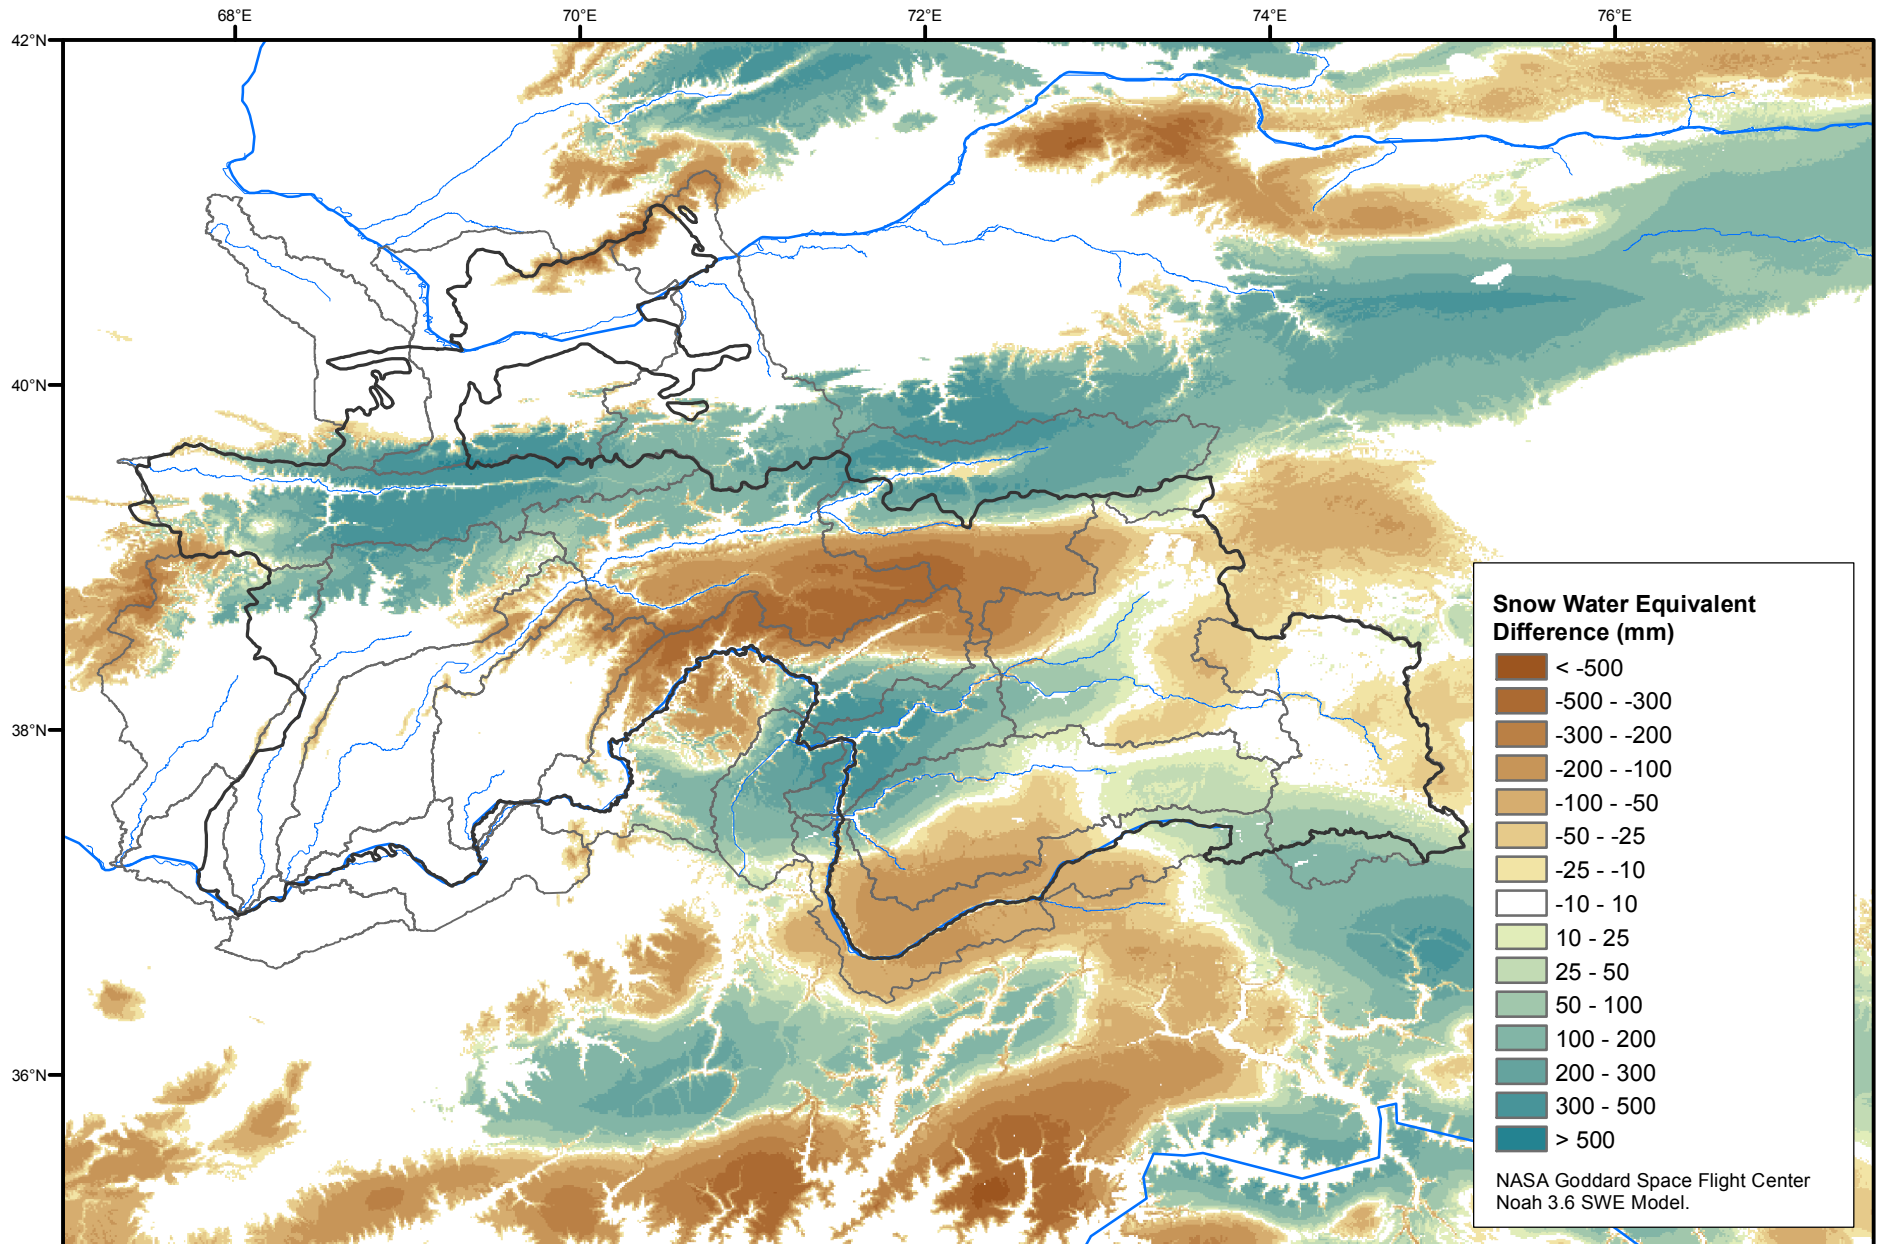 68°E 70°E 72°E 74°E 76°E
42°N
40°N
38°N
36°N
Snow Water Equivalent
Difference (mm)
< -500
-500 - -300
-300 - -200
-200 - -100
-100 - -50
-50 - -25
-25 - -10
-10 - 10
10 - 25
25 - 50
50 - 100
100 - 200
200 - 300
300 - 500
> 500
NASA Goddard Space Flight Center
Noah 3.6 SWE Model.